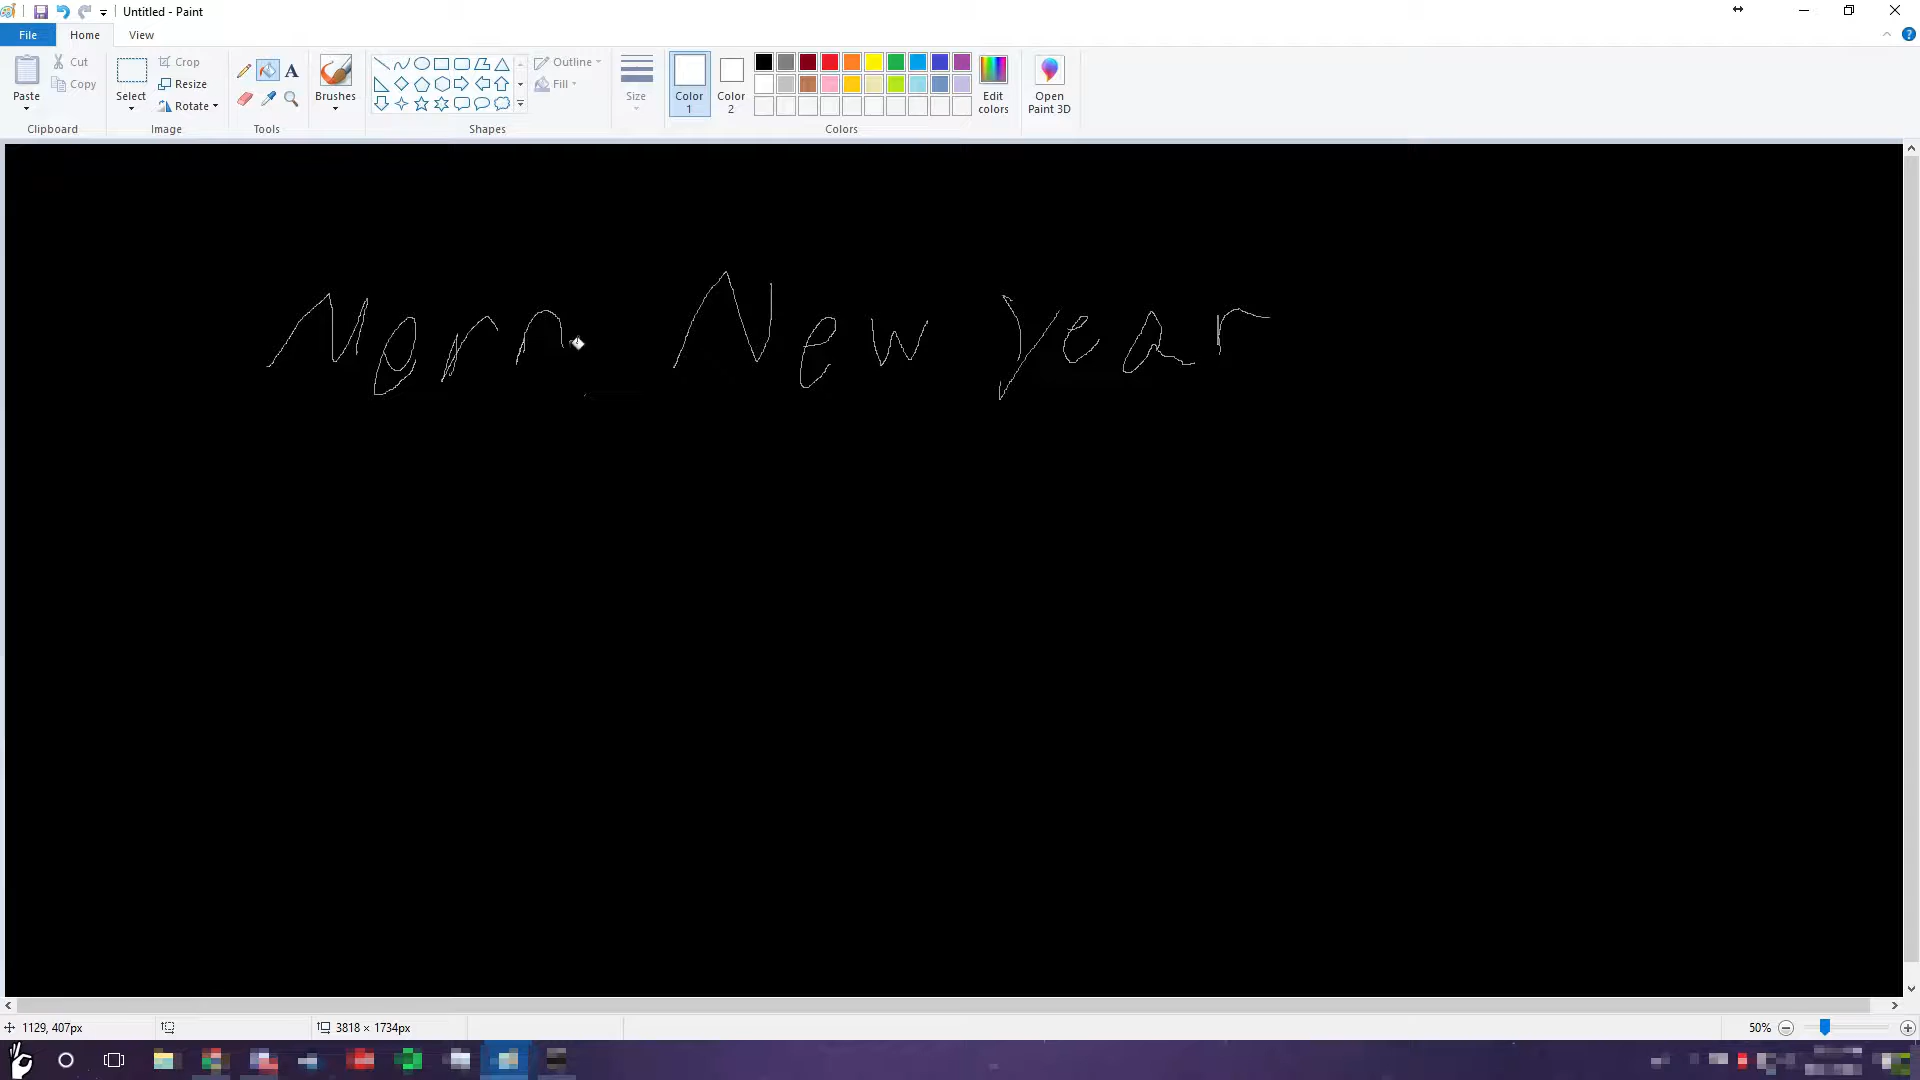 Untitled - Paint
File Home View
Paste
Cut
Copy
Clipboard
Select
Crop
Resize
Rotate
Image
Tools
Brushes
Outline
Fill
Shapes
Size
Color 1
Color 2
Colors
Edit colors
Open Paint 3D
New year
1129, 407px
3818 × 1734px
50%